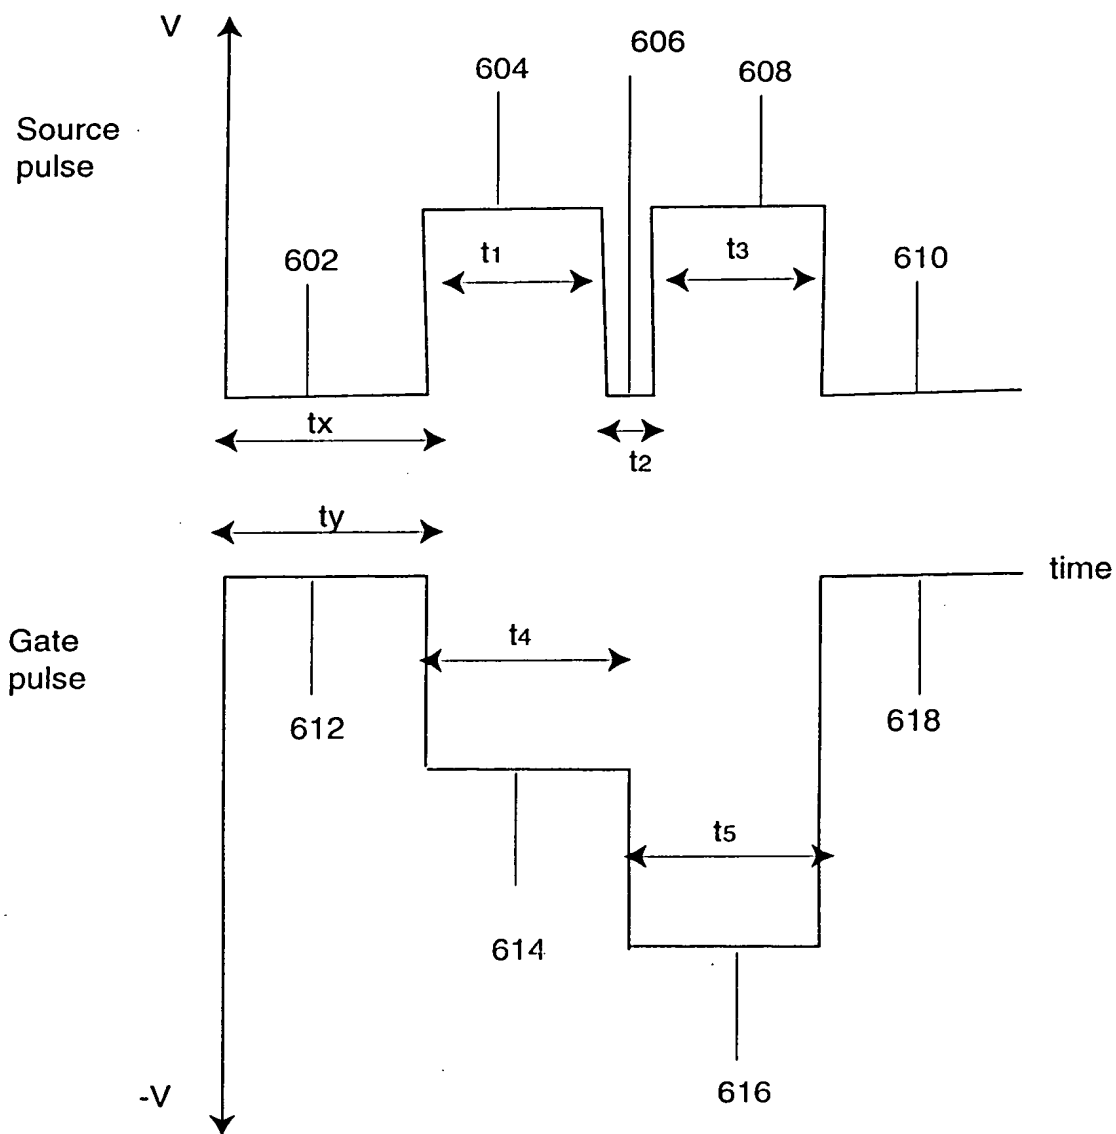 V
606
604
608
Source
pulse
t1
t3
602
610
tx
t2
ty
time
Gate
pulse
t4
612
618
t5
614
616
-V